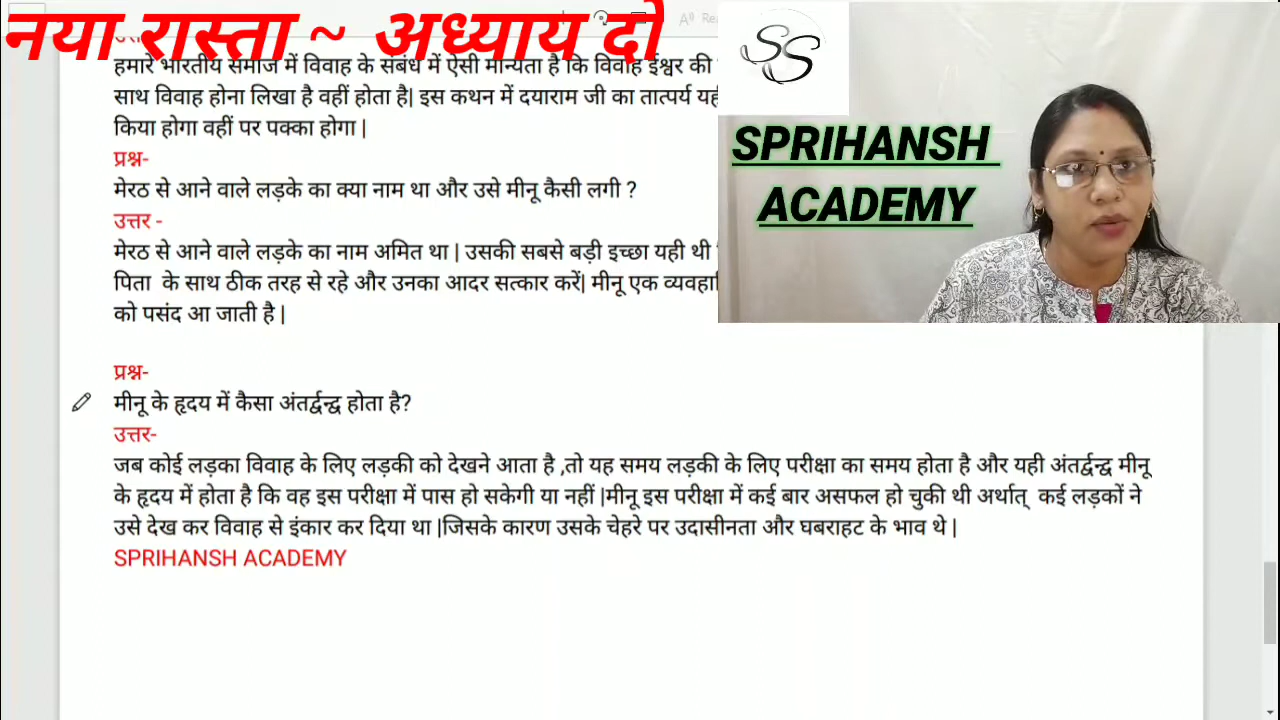 नया रास्ता ~ अध्याय दो
हमारे भारतीय समाज में विवाह के संबंध में ऐसी मान्यता है कि विवाह ईश्वर की
साथ विवाह होना लिखा है वहीं होता है| इस कथन में दयाराम जी का तात्पर्य यही
किया होगा वहीं पर पक्का होगा |
प्रश्न-
मेरठ से आने वाले लड़के का क्या नाम था और उसे मीनू कैसी लगी ?
उत्तर -
मेरठ से आने वाले लड़के का नाम अमित था | उसकी सबसे बड़ी इच्छा यही थी
पिता के साथ ठीक तरह से रहे और उनका आदर सत्कार करें| मीनू एक
को पसंद आ जाती है |
SS
SPRIHANSH
ACADEMY
प्रश्न-
मीनू के हृदय में कैसा अंतर्द्वन्द्व होता है?
उत्तर-
जब कोई लड़का विवाह के लिए लड़की को देखने आता है ,तो यह समय लड़की के लिए परीक्षा का समय होता है और यही अंतर्द्वन्द्व मीनू
के हृदय में होता है कि वह इस परीक्षा में पास हो सकेगी या नहीं |मीनू इस परीक्षा में कई बार असफल हो चुकी थी अर्थात् कई लड़कों ने
उसे देख कर विवाह से इंकार कर दिया था |जिसके कारण उसके चेहरे पर उदासीनता और घबराहट के भाव थे |
SPRIHANSH ACADEMY